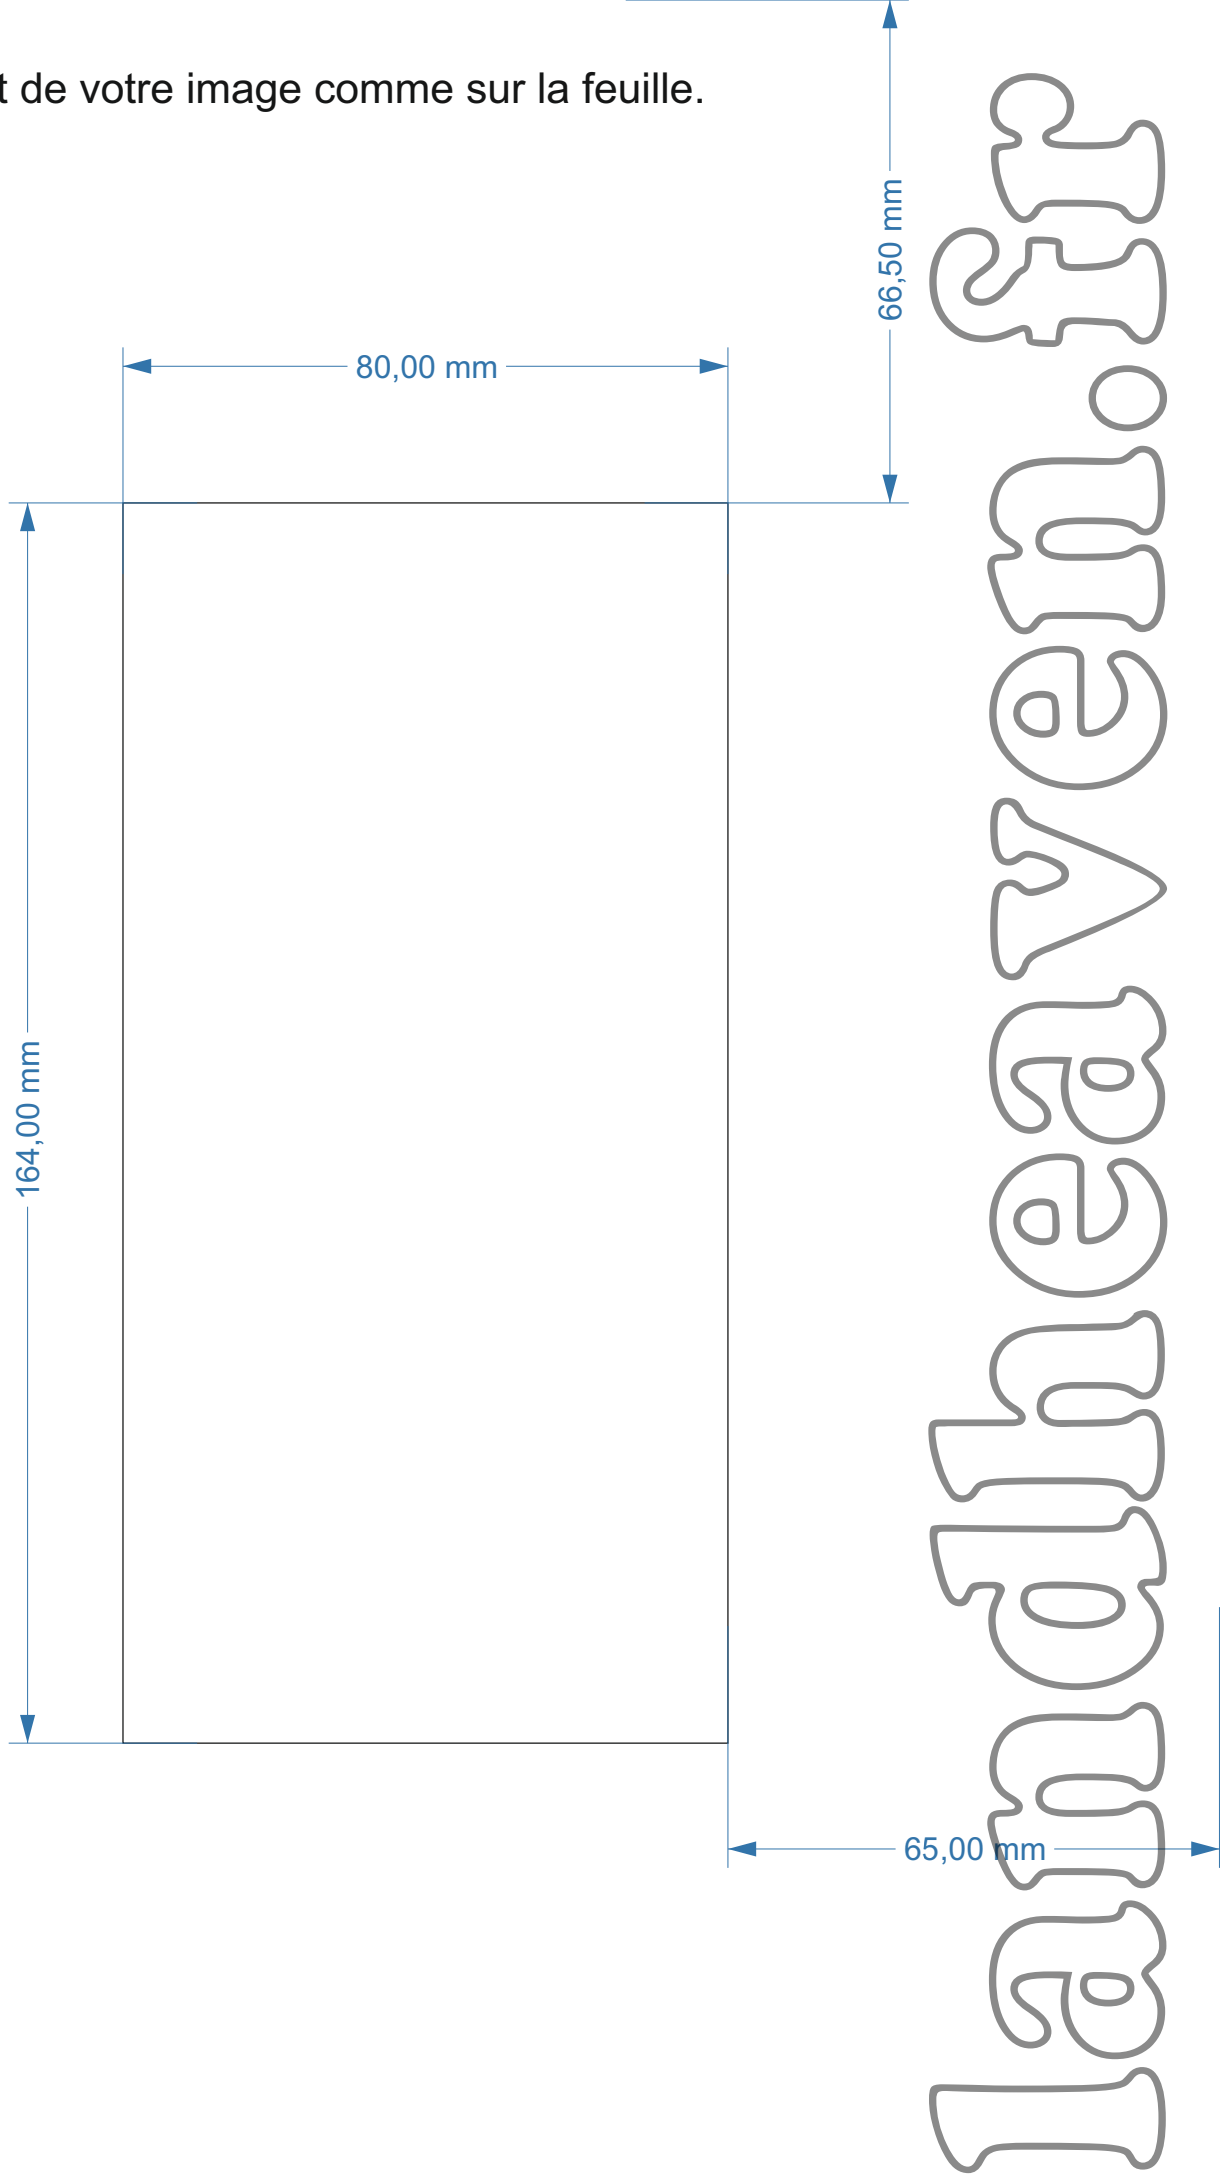 t de votre image comme sur la feuille.
66,50 mm
80,00 mm
164,00 mm
65,00 mm
landheaven.fr